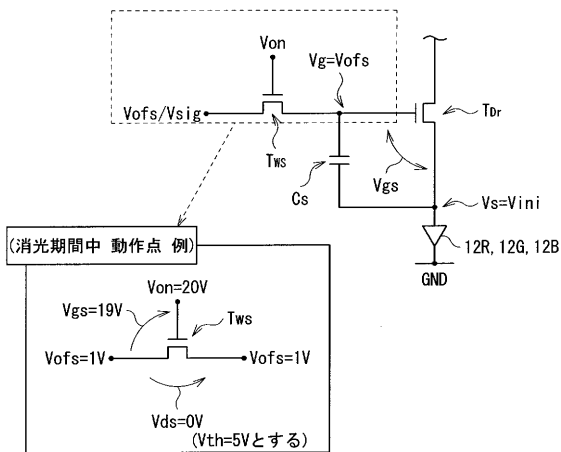 Von
Vg=Vofs
Vofs/Vsig
Tws
TDr
Cs
Vgs
Vs=Vini
12R, 12G, 12B
GND
(消光期間中 動作点 例)
Von=20V
Vgs=19V
Tws
Vofs=1V
Vofs=1V
Vds=0V
(Vth=5Vとする)